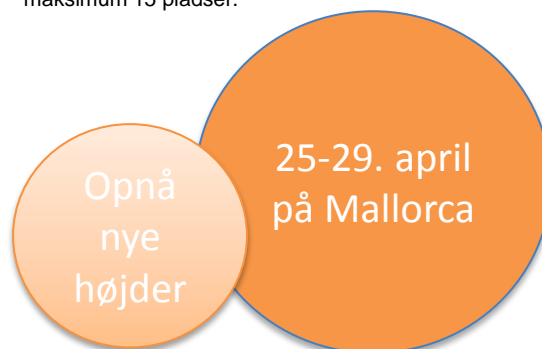 maksimum 15 pladser.
Opnå
nye
højder
25-29. april
på Mallorca